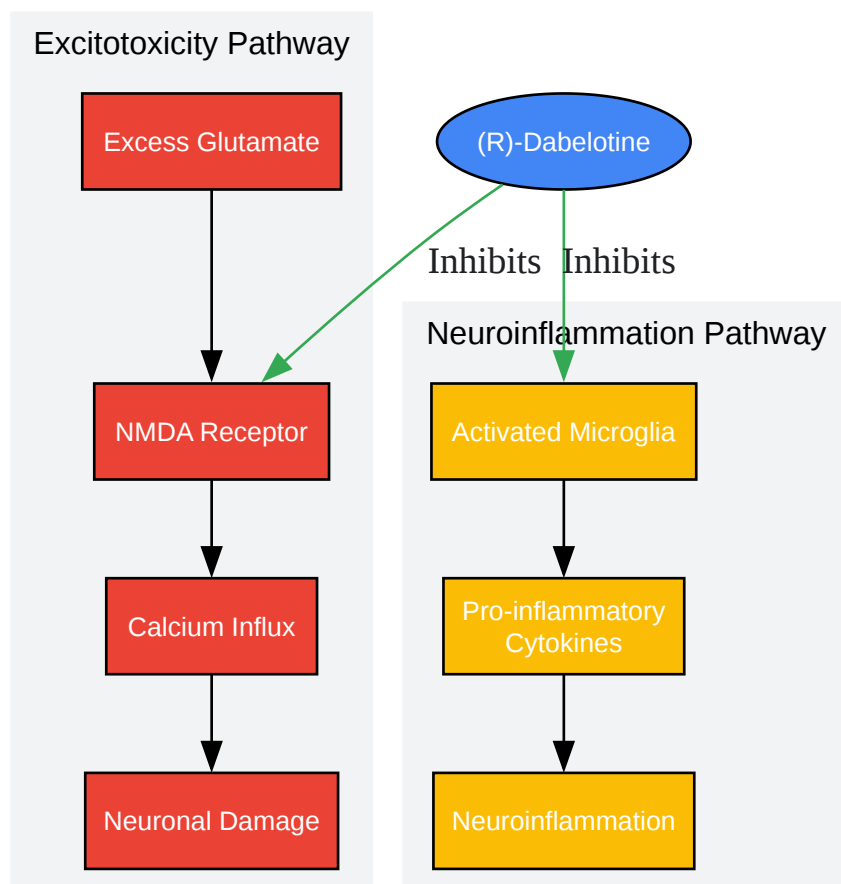 Excitotoxicity Pathway
Excess Glutamate
(R)-Dabelotine
Inhibits
Inhibits
Neuroinflammation Pathway
NMDA Receptor
Activated Microglia
Calcium Influx
Pro-inflammatory
Cytokines
Neuronal Damage
Neuroinflammation